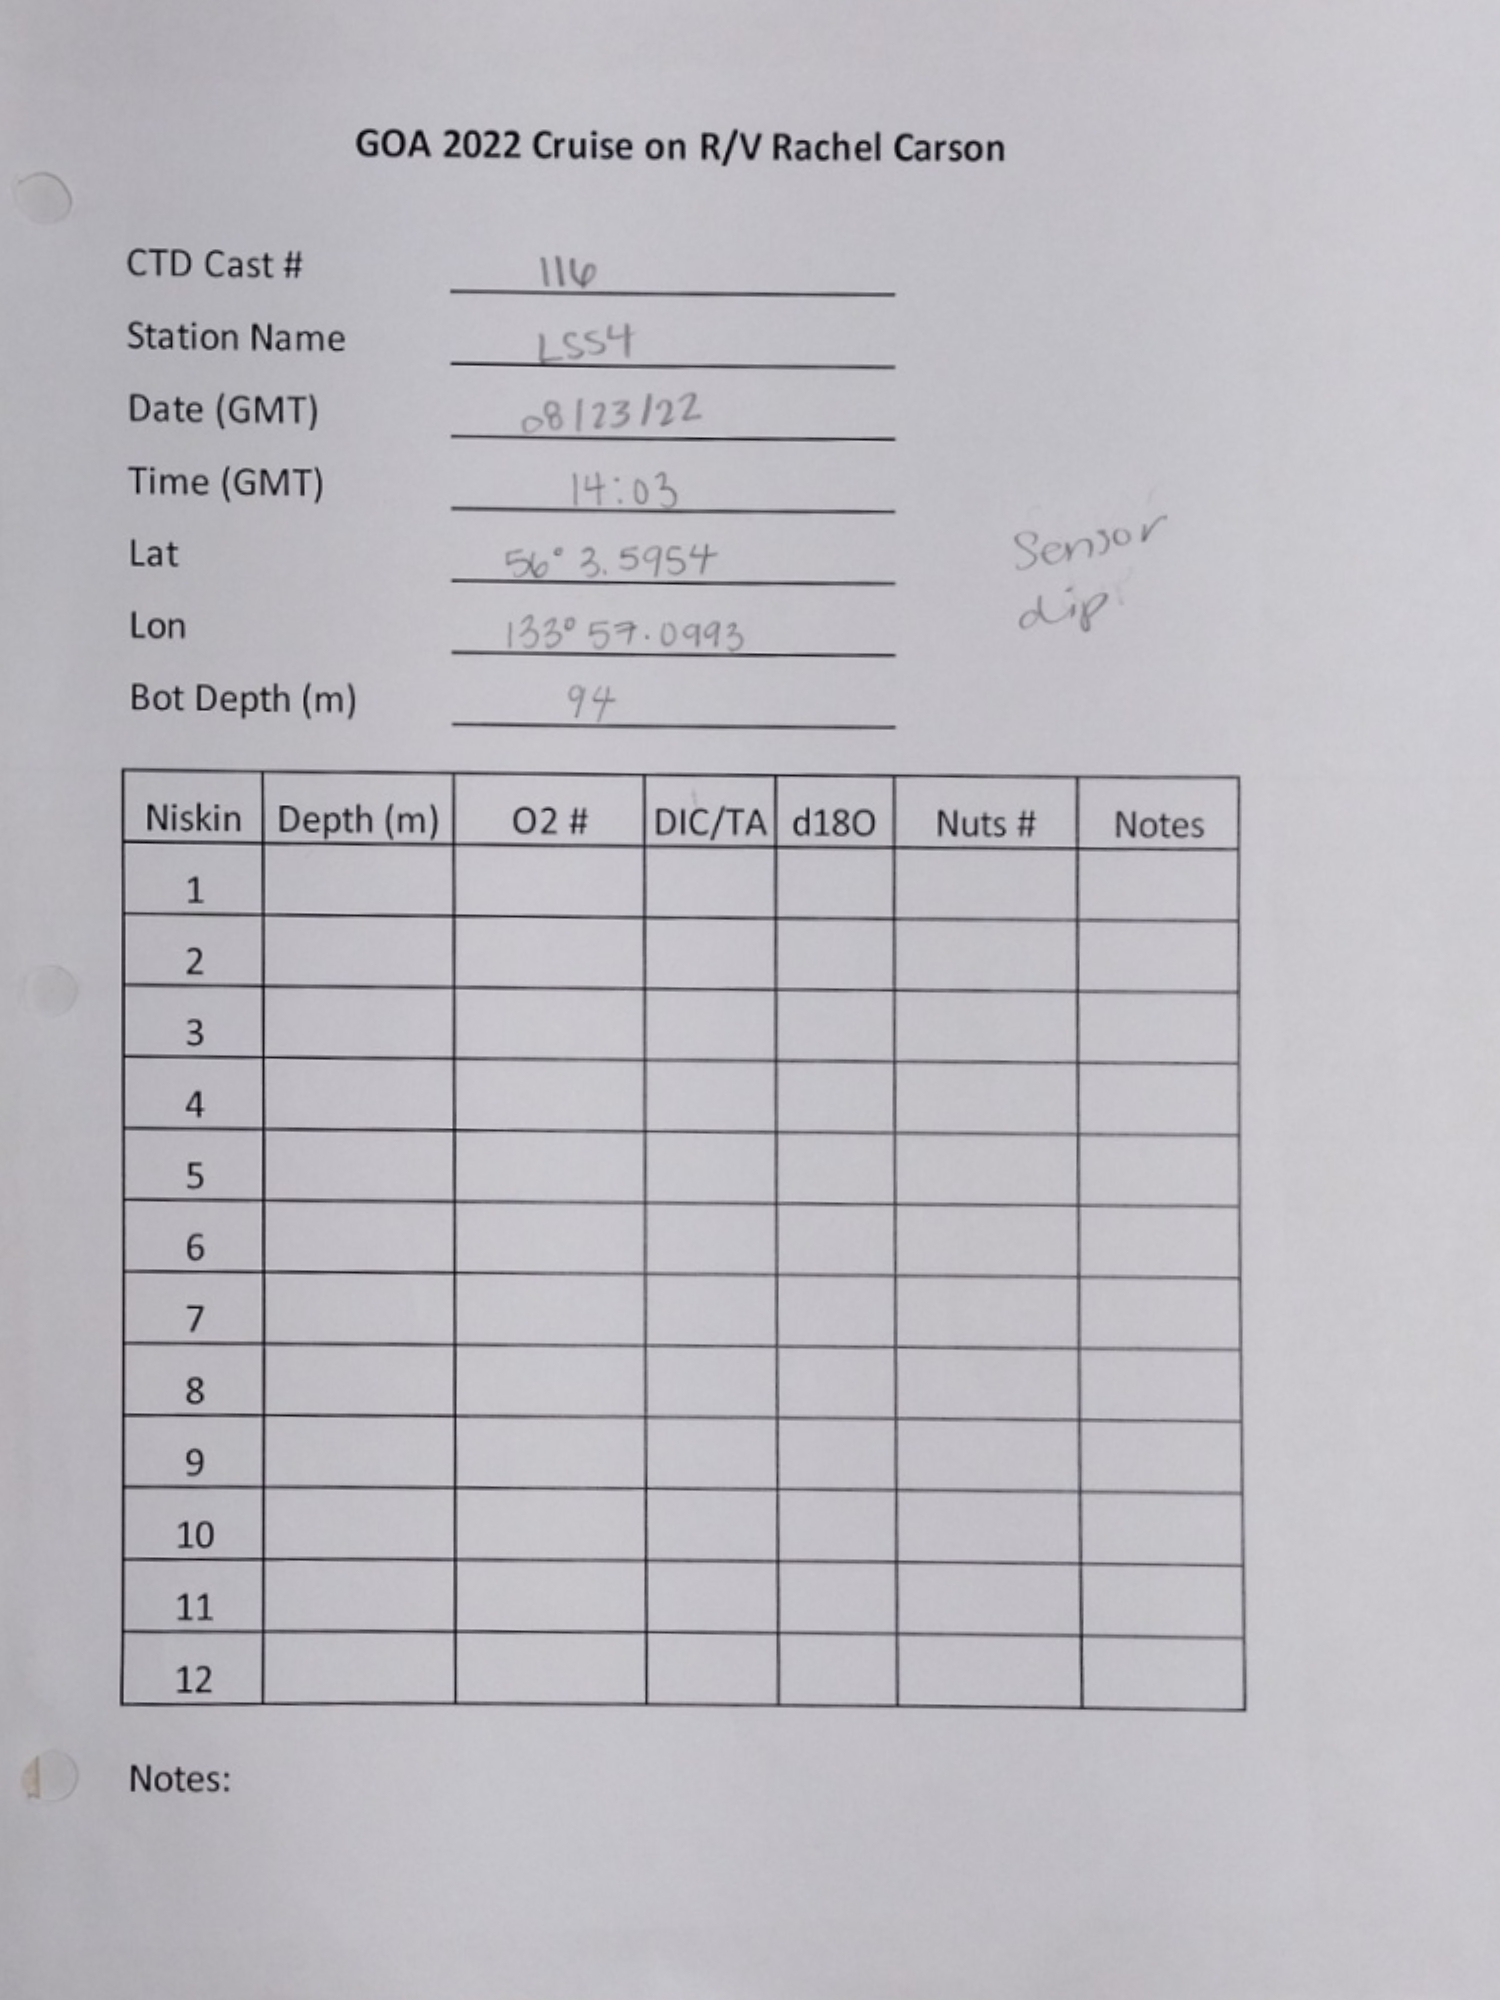 GOA 2022 Cruise on R/V Rachel Carson
CTD Cast # 116
Station Name LSS4
Date (GMT) 08/23/22
Time (GMT) 14:03
Lat 56° 3.5954
Lon 133° 57.0993
Bot Depth (m) 94
Sensor
dip
Niskin Depth (m) O2 # DIC/TA d18O Nuts # Notes
1
2
3
4
5
6
7
8
9
10
11
12
Notes: